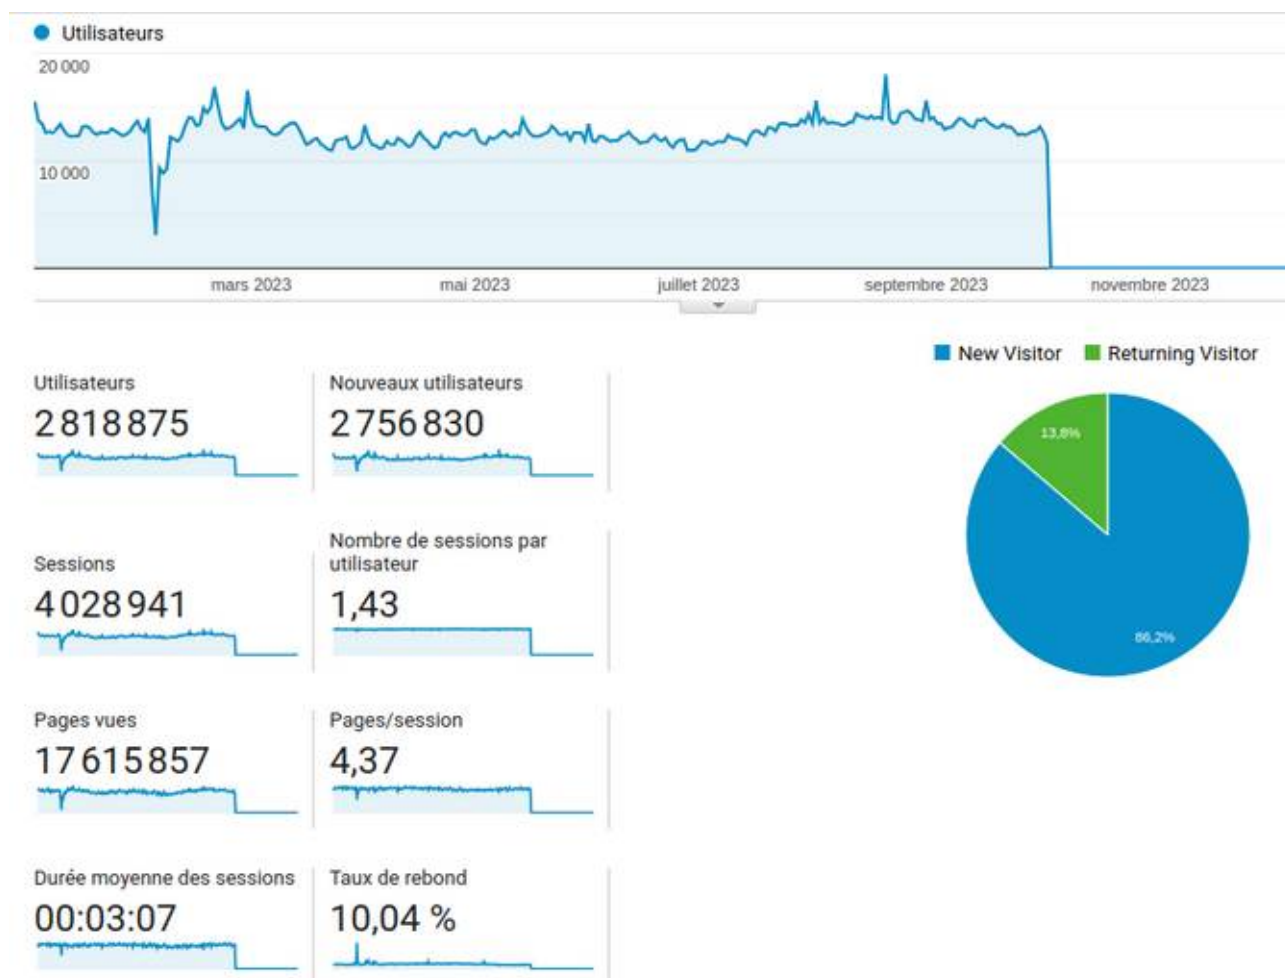 Utilisateurs
20 000
10 000
mars 2023 mai 2023 juillet 2023 septembre 2023 novembre 2023
New Visitor Returning Visitor
13,8%
86,2%
Utilisateurs
2 818 875
Nouveaux utilisateurs
2 756 830
Sessions
4 028 941
Nombre de sessions par
utilisateur
1,43
Pages vues
17 615 857
Pages/session
4,37
Durée moyenne des sessions
00:03:07
Taux de rebond
10,04 %